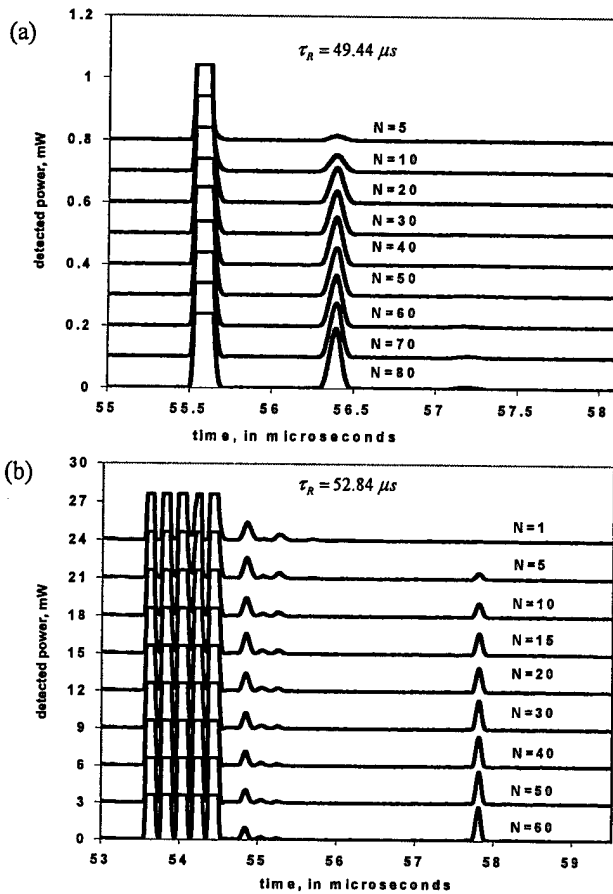 (a)
τ_R = 49.44 μs
1.2
1
0.8
0.6
0.4
0.2
0
detected power, mW
N=5
N=10
N=20
N=30
N=40
N=50
N=60
N=70
N=80
55 55.5 56 56.5 57 57.5 58
time, in microseconds
(b)
τ_R = 52.84 μs
30
27
24
21
18
15
12
9
6
3
0
detected power, mW
N=1
N=5
N=10
N=15
N=20
N=30
N=40
N=50
N=60
53 54 55 56 57 58 59
time, in microseconds